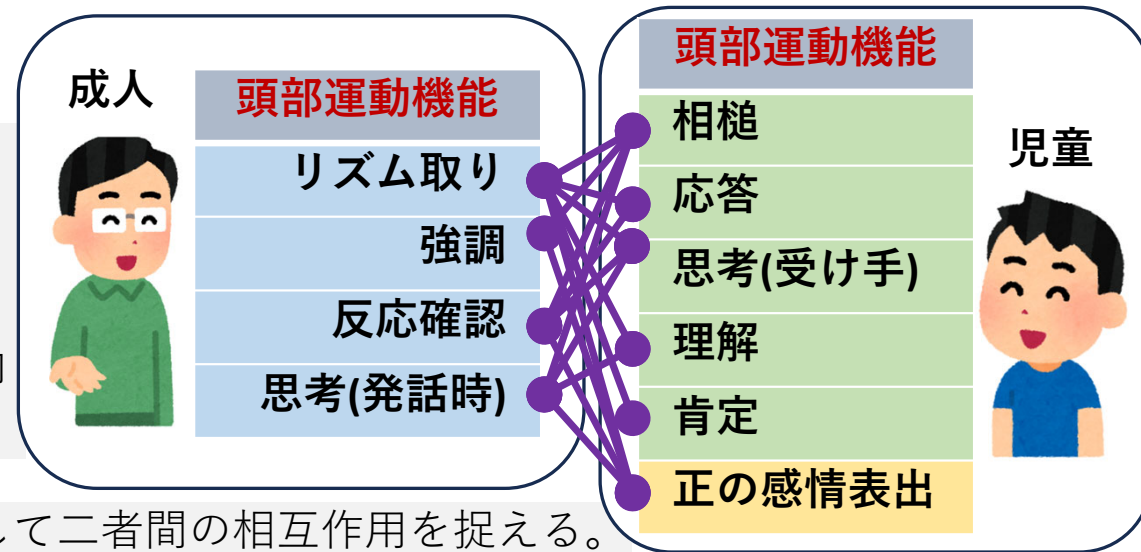 成人
頭部運動機能
リズム取り
強調
反応確認
思考(発話時)
頭部運動機能
相槌
応答
思考(受け手)
理解
肯定
正の感情表出
児童
して二者間の相互作用を捉える。